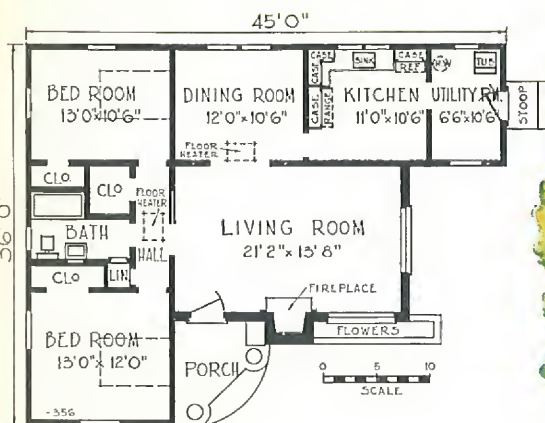 45'0"
BED ROOM
13'0"x10'6"
DINING ROOM
12'0"x10'6"
CASE
CASE
SINK
CASE
REF.
CASE
RANGE
KITCHEN
11'0"x10'6"
H.W.
TUB
UTILITY RM.
6'6"x10'6
STOOP
FLOOR
HEATER
CLO.
CLO
FLOOR
HEATER
BATH
HALL
LIVING ROOM
21'2"x13'8"
CLO
LIN.
FIREPLACE
FLOWERS
BED ROOM
13'0"x12'0"
PORCH
0 5 10
SCALE
-356